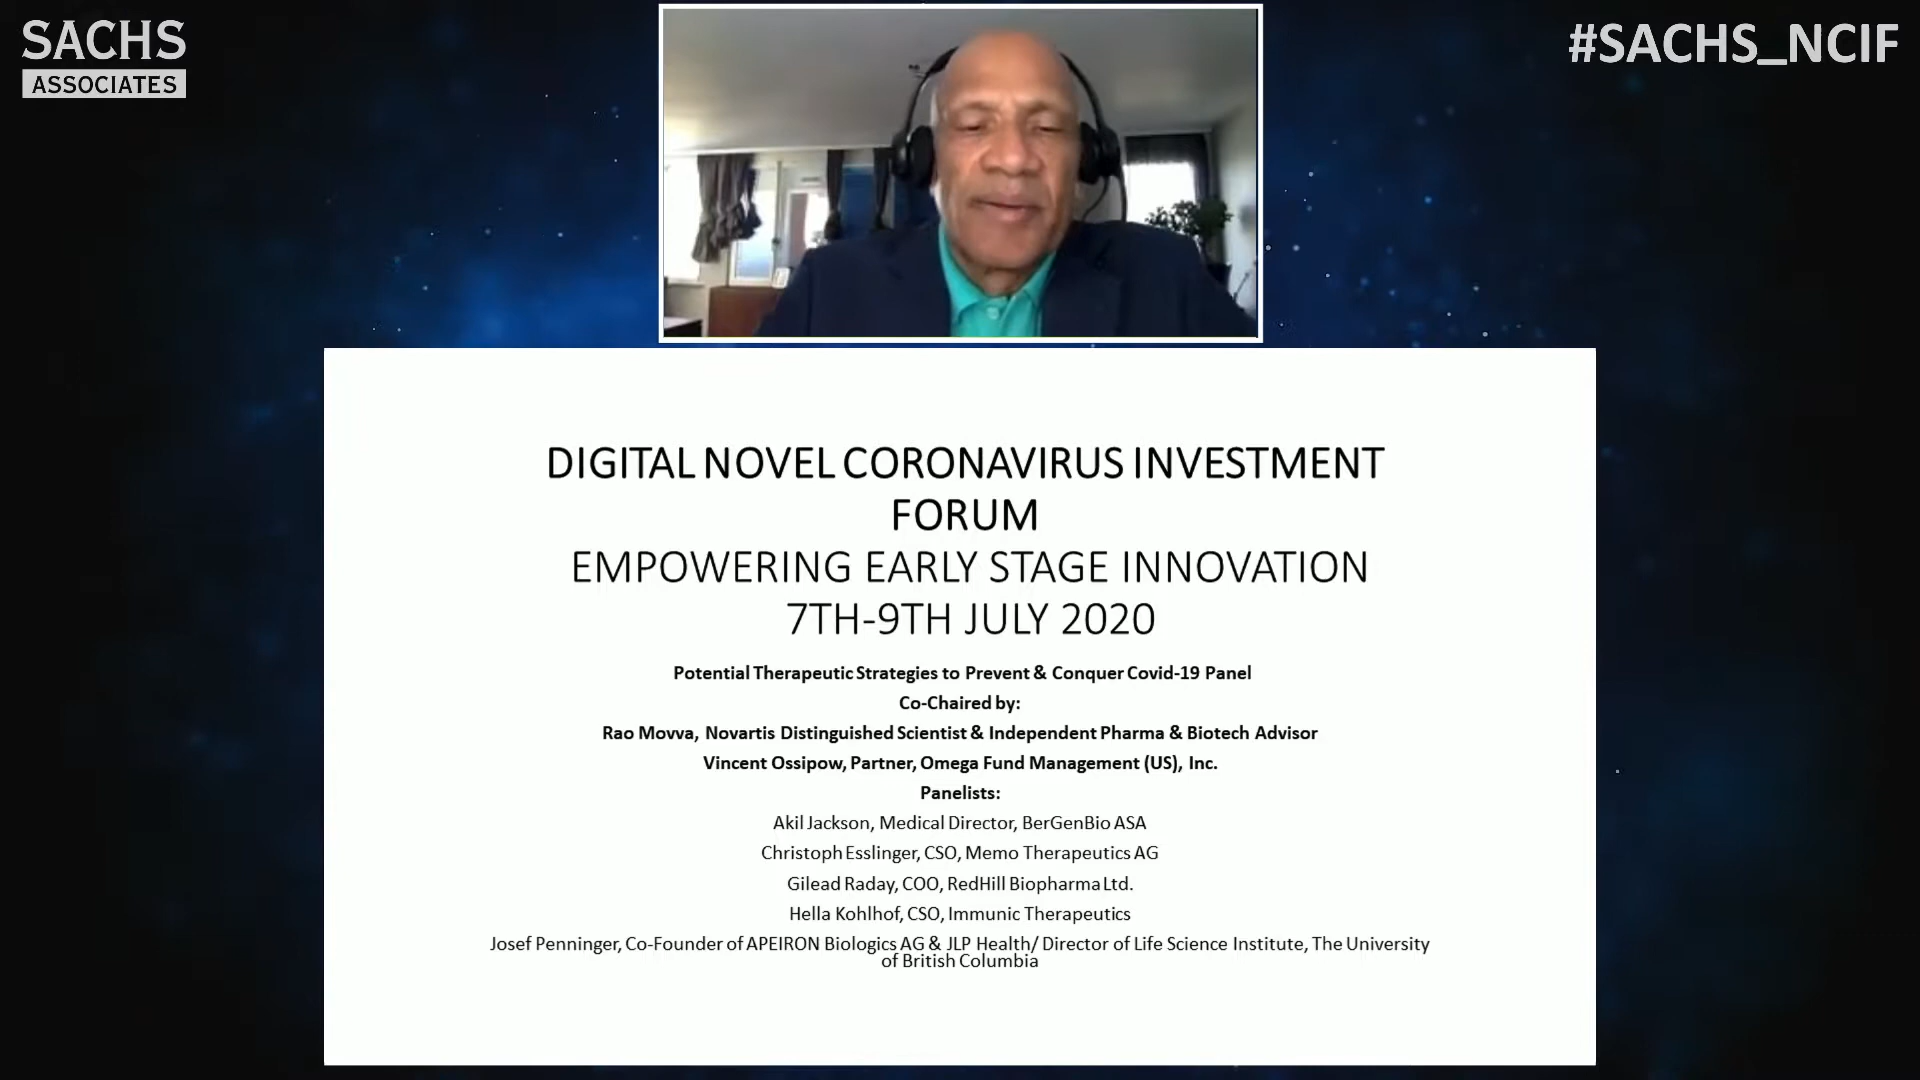 SACHS
ASSOCIATES
#SACHS_NCIF
DIGITAL NOVEL CORONAVIRUS INVESTMENT
FORUM
EMPOWERING EARLY STAGE INNOVATION
7TH-9TH JULY 2020
Potential Therapeutic Strategies to Prevent & Conquer Covid-19 Panel
Co-Chaired by:
Rao Movva, Novartis Distinguished Scientist & Independent Pharma & Biotech Advisor
Vincent Ossipow, Partner, Omega Fund Management (US), Inc.
Panelists:
Akil Jackson, Medical Director, BerGenBio ASA
Christoph Esslinger, CSO, Memo Therapeutics AG
Gilead Raday, COO, RedHill Biopharma Ltd.
Hella Kohlhof, CSO, Immunic Therapeutics
Josef Penninger, Co-Founder of APEIRON Biologics AG & JLP Health/ Director of Life Science Institute, The University
of British Columbia